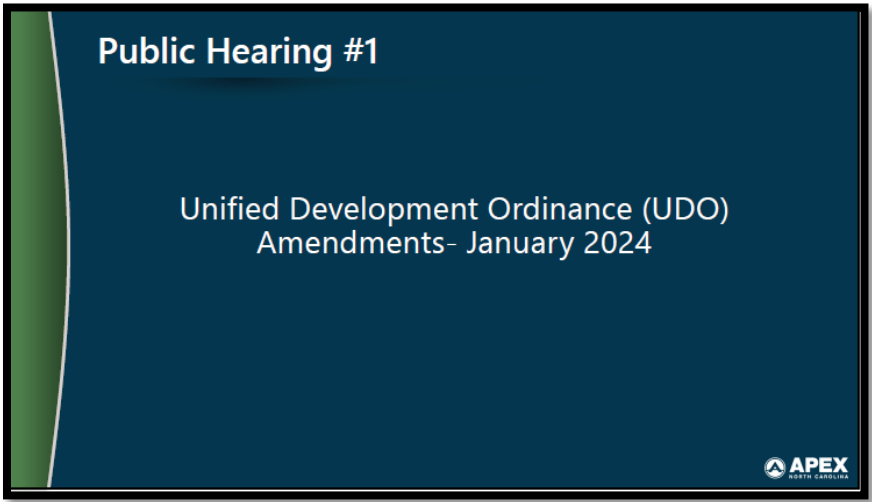 Public Hearing #1
Unified Development Ordinance (UDO)
Amendments- January 2024
APEX
NORTH CAROLINA